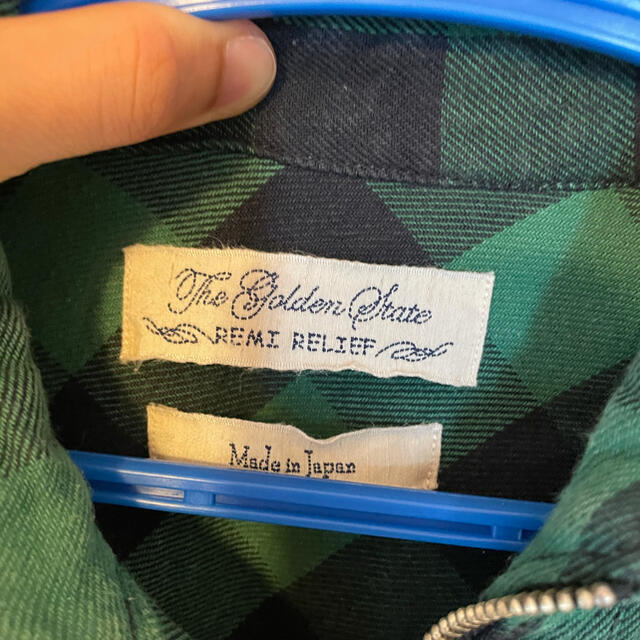 The Golden State
REMI RELIEF
Made in Japan